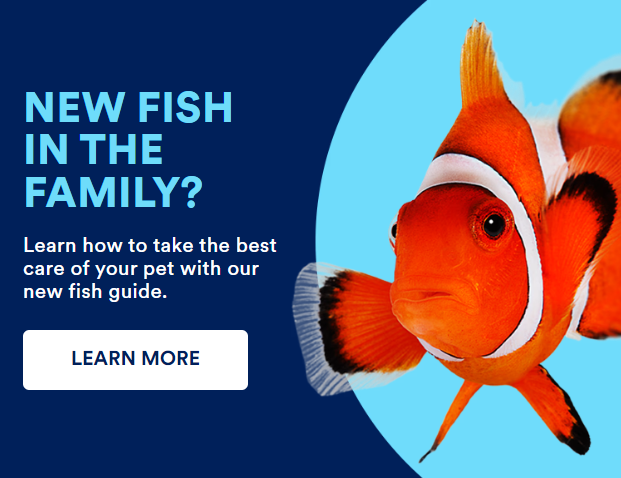 NEW FISH
IN THE
FAMILY?
Learn how to take the best
care of your pet with our
new fish guide.
LEARN MORE